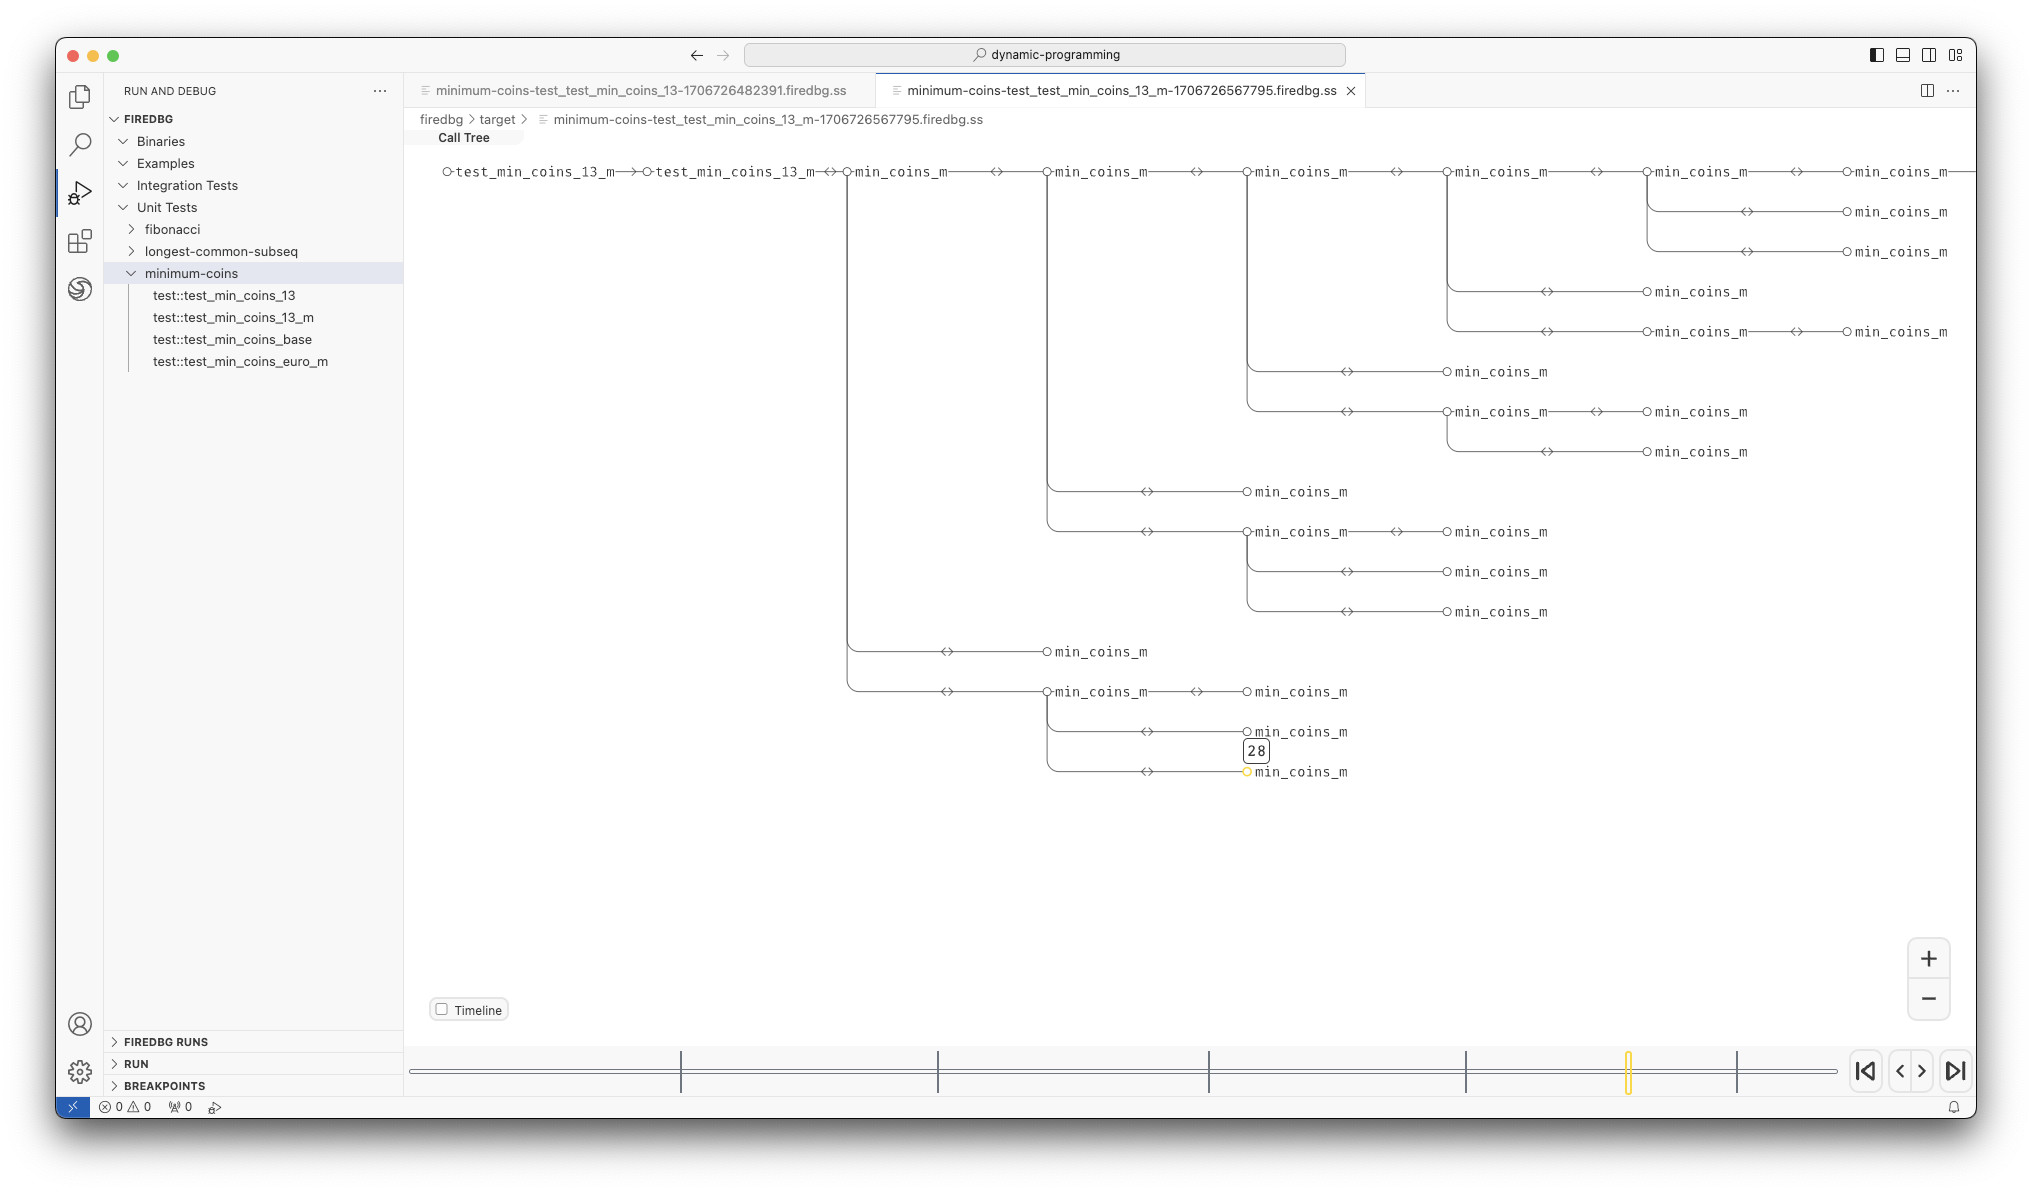 dynamic-programming
RUN AND DEBUG
FIREDBG
Binaries
Examples
Integration Tests
Unit Tests
fibonacci
longest-common-subseq
minimum-coins
test::test_min_coins_13
test::test_min_coins_13_m
test::test_min_coins_base
test::test_min_coins_euro_m
FIREDBG RUNS
RUN
BREAKPOINTS
minimum-coins-test_test_min_coins_13-1706726482391.firedbg.ss
minimum-coins-test_test_min_coins_13_m-1706726567795.firedbg.ss
firedbg > target > minimum-coins-test_test_min_coins_13_m-1706726567795.firedbg.ss
Call Tree
test_min_coins_13_m test_min_coins_13_m min_coins_m min_coins_m min_coins_m min_coins_m min_coins_m min_coins_m
min_coins_m
min_coins_m
min_coins_m
min_coins_m min_coins_m
min_coins_m
min_coins_m min_coins_m
min_coins_m
min_coins_m
min_coins_m min_coins_m
min_coins_m
min_coins_m
min_coins_m
min_coins_m min_coins_m
min_coins_m
28
min_coins_m
Timeline
0 0 0